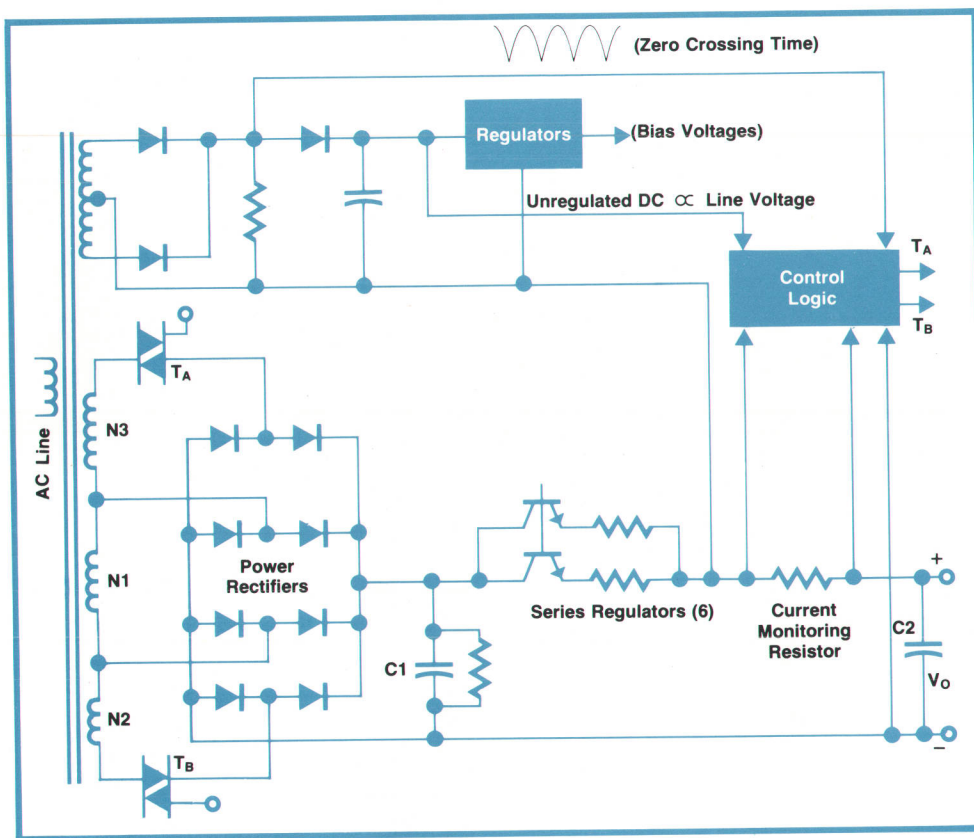 (Zero Crossing Time)
Regulators
(Bias Voltages)
Unregulated DC ∝ Line Voltage
Control
Logic
TA
TB
TA
AC Line
N3
N1
Power
Rectifiers
Series Regulators (6)
Current
Monitoring
Resistor
+
C1
C2
VO
N2
TB
−